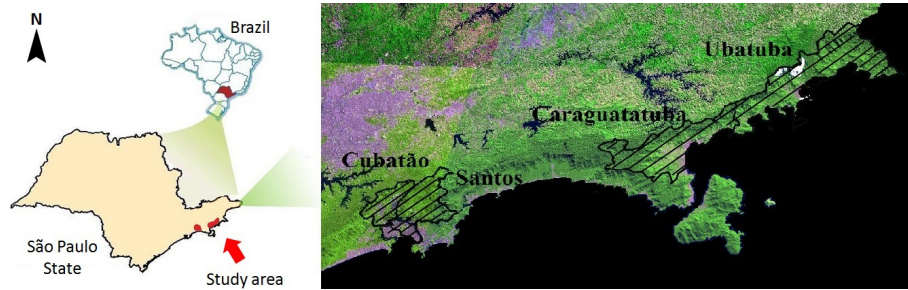 N
Brazil
São Paulo
State
Study area
Ubatuba
Caraguatatuba
Cubatão
Santos